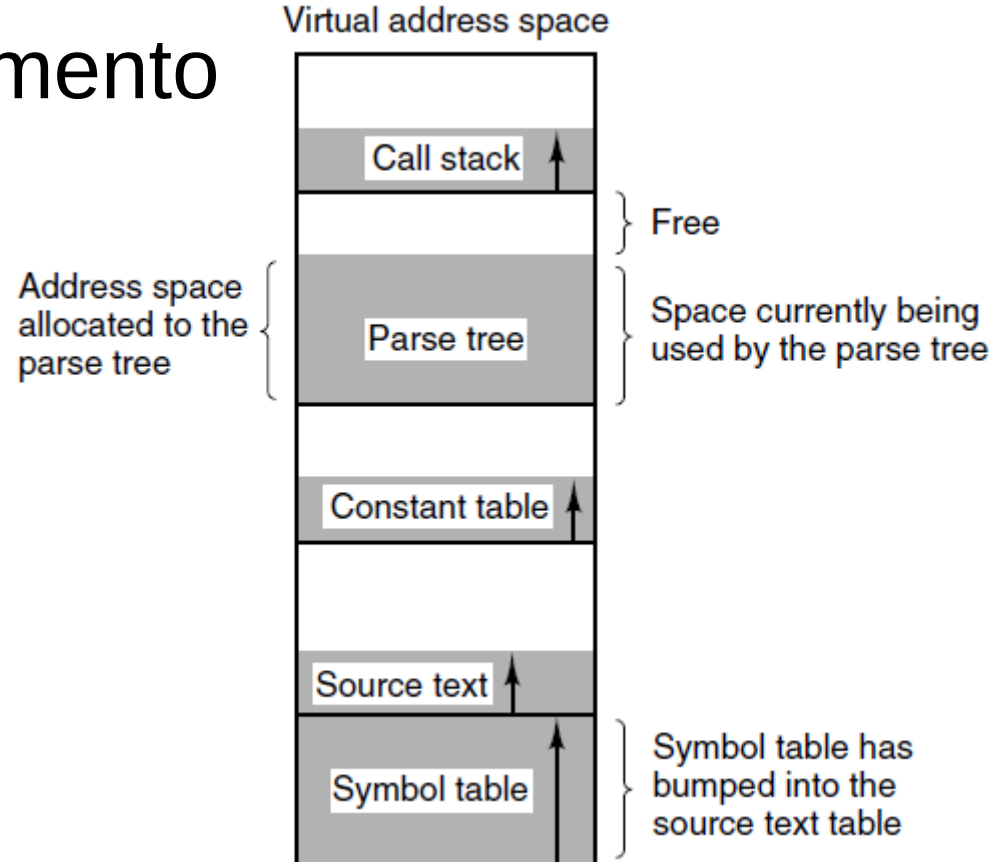 Virtual address space
mento
Call stack
Free
Address space
allocated to the
parse tree
Parse tree
Space currently being
used by the parse tree
Constant table
Source text
Symbol table
Symbol table has
bumped into the
source text table